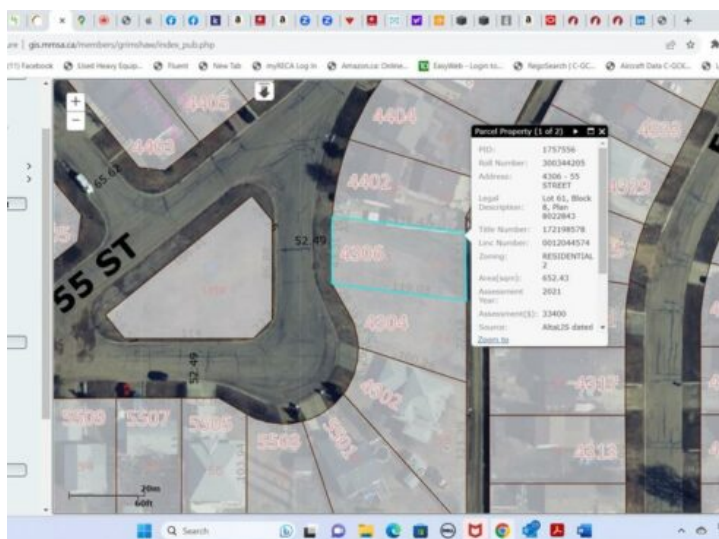 gis.mmsa.ca/members/grimshaw/index_pub.php
Facebook
Used Heavy Equip...
Fluent
New Tab
myRECA Log In
Amazon.ca: Online...
EasyWeb - Login to...
RegoSearch (C-GC...
Aircraft Data C-GCK...
+
−
4405
4403
4404
4402
4306
4304
4302
65.62
52.49
55 ST
52.49
5509
5507
5505
5503
5501
4317
4313
20m
60ft
Parcel Property (1 of 2)
PID: 1757556
Roll Number: 300344205
Address: 4306 - 55
STREET
Legal Lot 61, Block
Description: 8, Plan
8022843
Title Number: 172198578
Linc Number: 0012044574
Zoning: RESIDENTIAL
2
Area(sqm): 652.43
Assessment 2021
Year:
Assessment($): 33400
Source: AltaLIS dated
Zoom to
Search